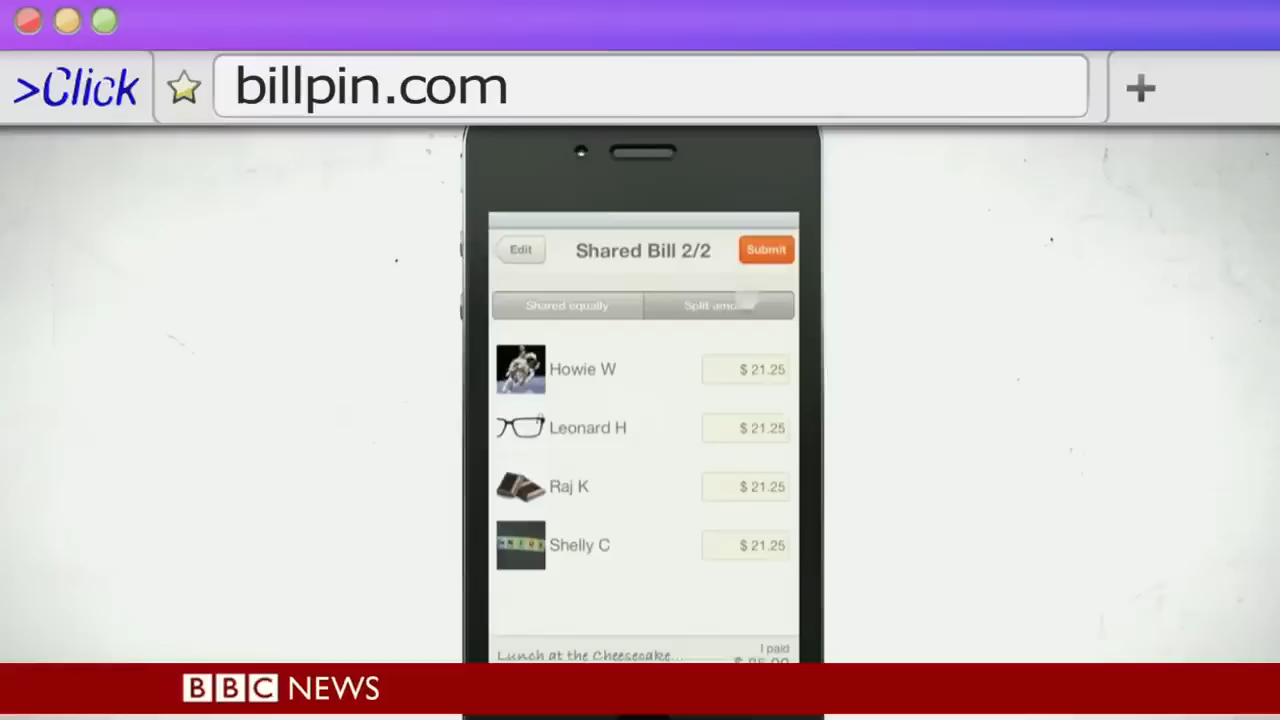 >Click
billpin.com
Edit
Shared Bill 2/2
Submit
Shared equally
Split
Howie W
$ 21.25
Leonard H
$ 21.25
Raj K
$ 21.25
Shelly C
$ 21.25
Lunch at the Cheesecake...
I paid
BBC NEWS